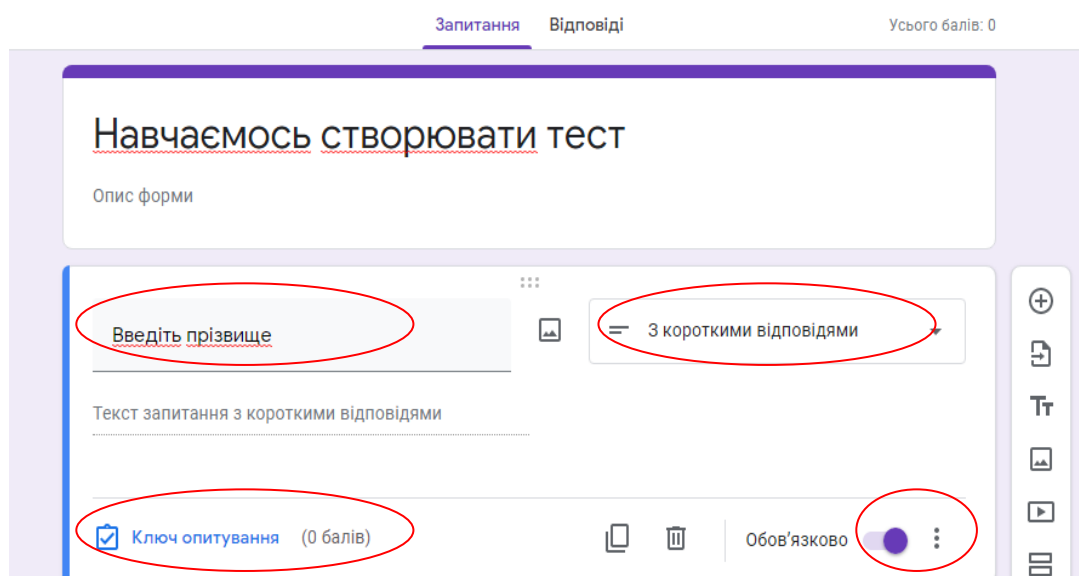 Запитання Відповіді Усього балів: 0
Навчаємось створювати тест
Опис форми
Введіть прізвище З короткими відповідями
Текст запитання з короткими відповідями
Ключ опитування (0 балів) Обов’язково